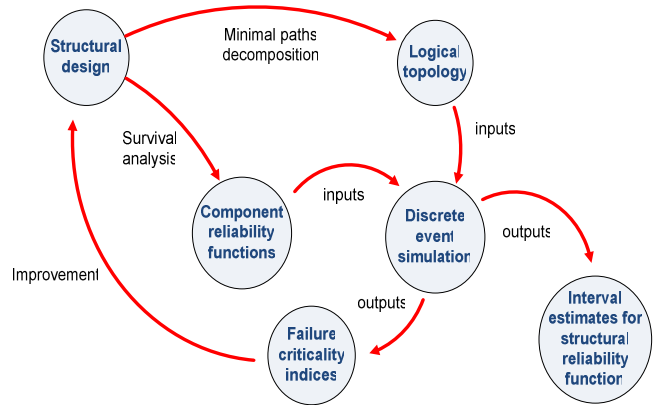 Structural
design
Minimal paths
decomposition
Logical
topology
Survival
analysis
inputs
Component
reliability
functions
inputs
Discrete
event
simulation
outputs
Improvement
outputs
Failure
criticality
indices
Interval
estimates for
structural
reliability
function